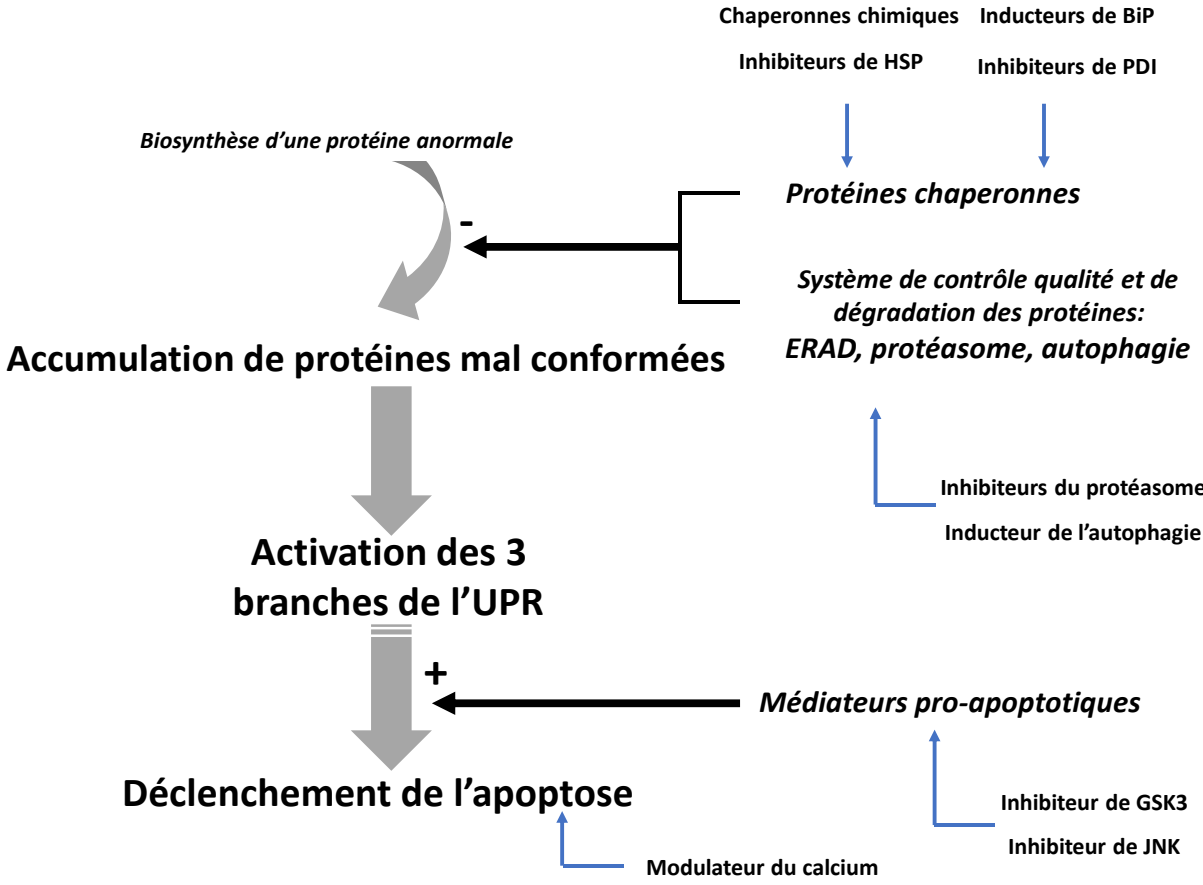 Chaperonnes chimiques
Inducteurs de BiP
Inhibiteurs de HSP
Inhibiteurs de PDI
Biosynthèse d’une protéine anormale
Protéines chaperonnes
-
Système de contrôle qualité et de
dégradation des protéines:
ERAD, protéasome, autophagie
Accumulation de protéines mal conformées
Inhibiteurs du protéasome
Inducteur de l’autophagie
Activation des 3
branches de l’UPR
+
Médiateurs pro-apoptotiques
Déclenchement de l’apoptose
Inhibiteur de GSK3
Inhibiteur de JNK
Modulateur du calcium